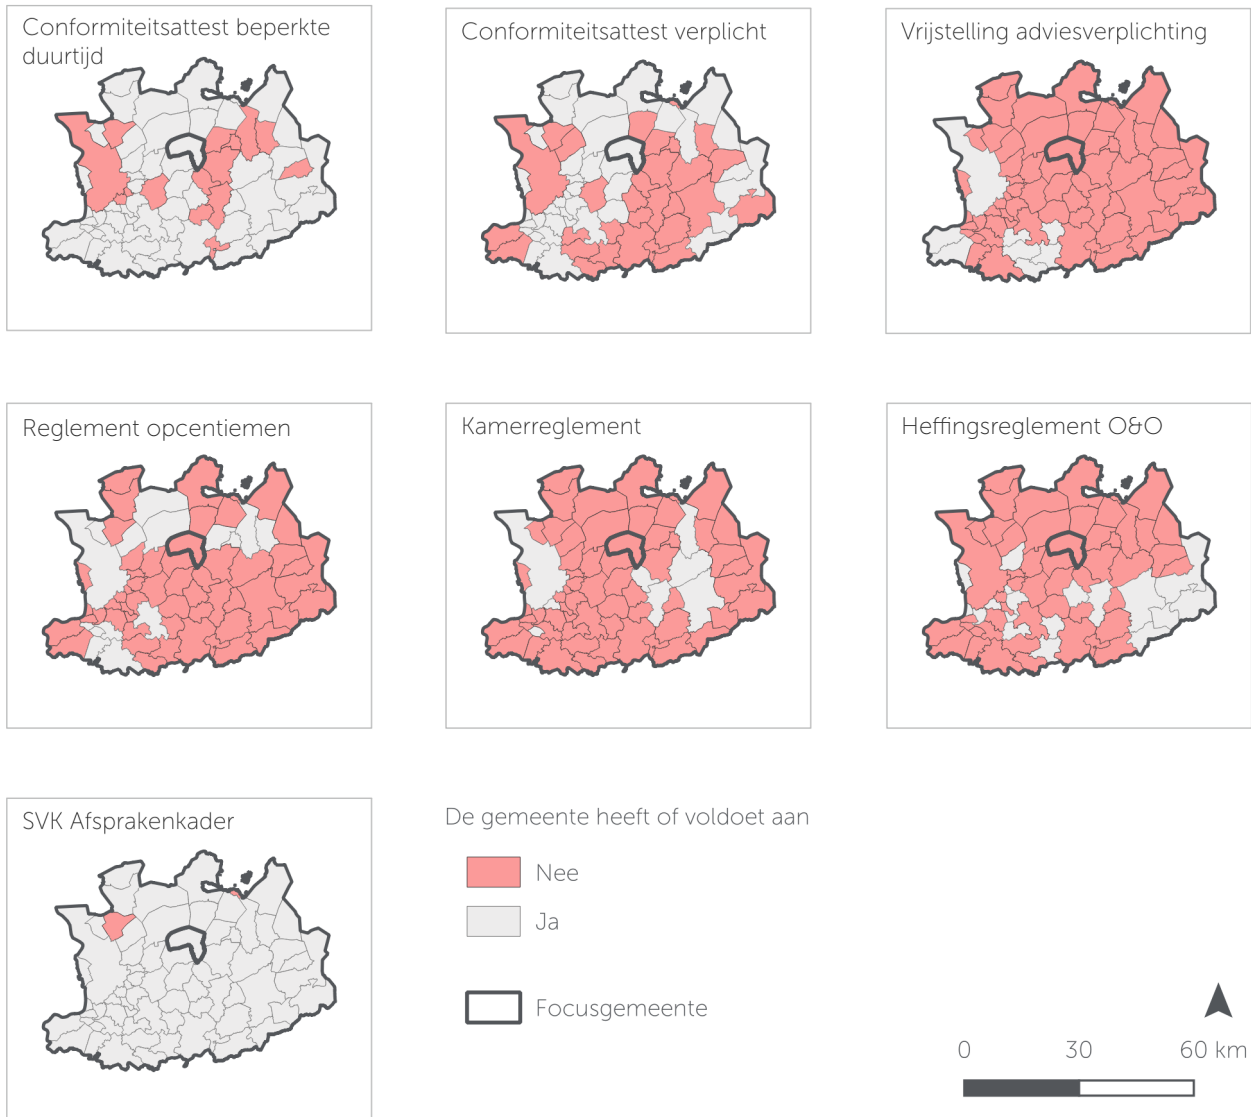 Conformiteitsattest beperkte
duurtijd
Conformiteitsattest verplicht
Vrijstelling adviesverplichting
Reglement opcentiemen
Kamerreglement
Heffingsreglement O&O
SVK Afsprakenkader
De gemeente heeft of voldoet aan
Nee
Ja
Focusgemeente
0 30 60 km